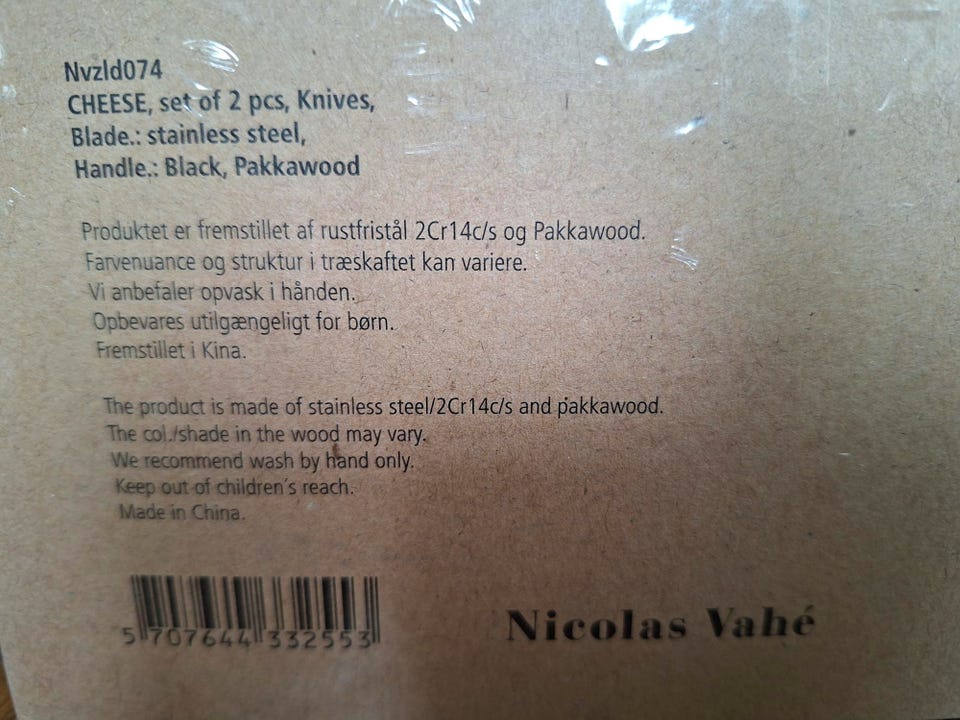 Nvzld074
CHEESE, set of 2 pcs, Knives,
Blade.: stainless steel,
Handle.: Black, Pakkawood
Produktet er fremstillet af rustfristål 2Cr14c/s og Pakkawood.
Farvenuance og struktur i træskaftet kan variere.
Vi anbefaler opvask i hånden.
Opbevares utilgængeligt for børn.
Fremstillet i Kina.
The product is made of stainless steel/2Cr14c/s and pakkawood.
The col./shade in the wood may vary.
We recommend wash by hand only.
Keep out of children´s reach.
Made in China.
5 707644 332553
Nicolas Vahé